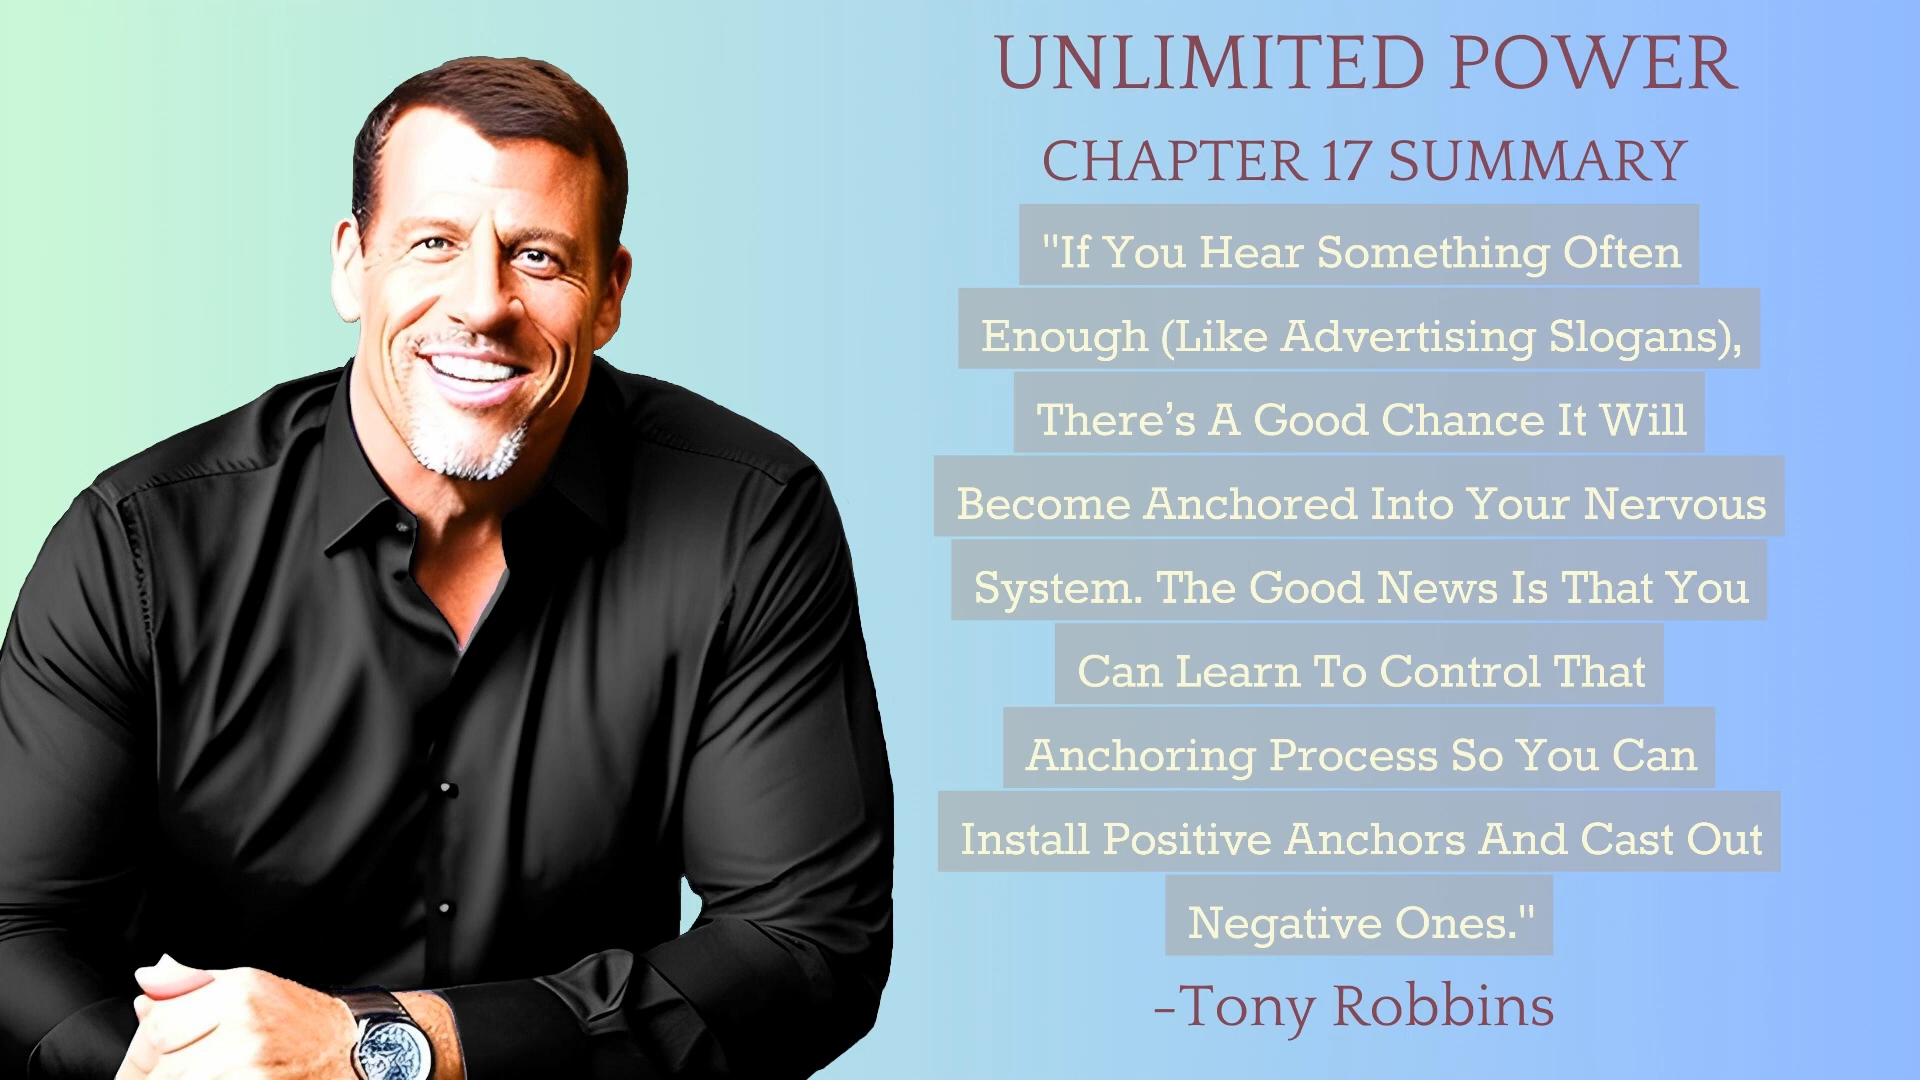 UNLIMITED POWER
CHAPTER 17 SUMMARY
"If You Hear Something Often
Enough (Like Advertising Slogans),
There’s A Good Chance It Will
Become Anchored Into Your Nervous
System. The Good News Is That You
Can Learn To Control That
Anchoring Process So You Can
Install Positive Anchors And Cast Out
Negative Ones."
-Tony Robbins